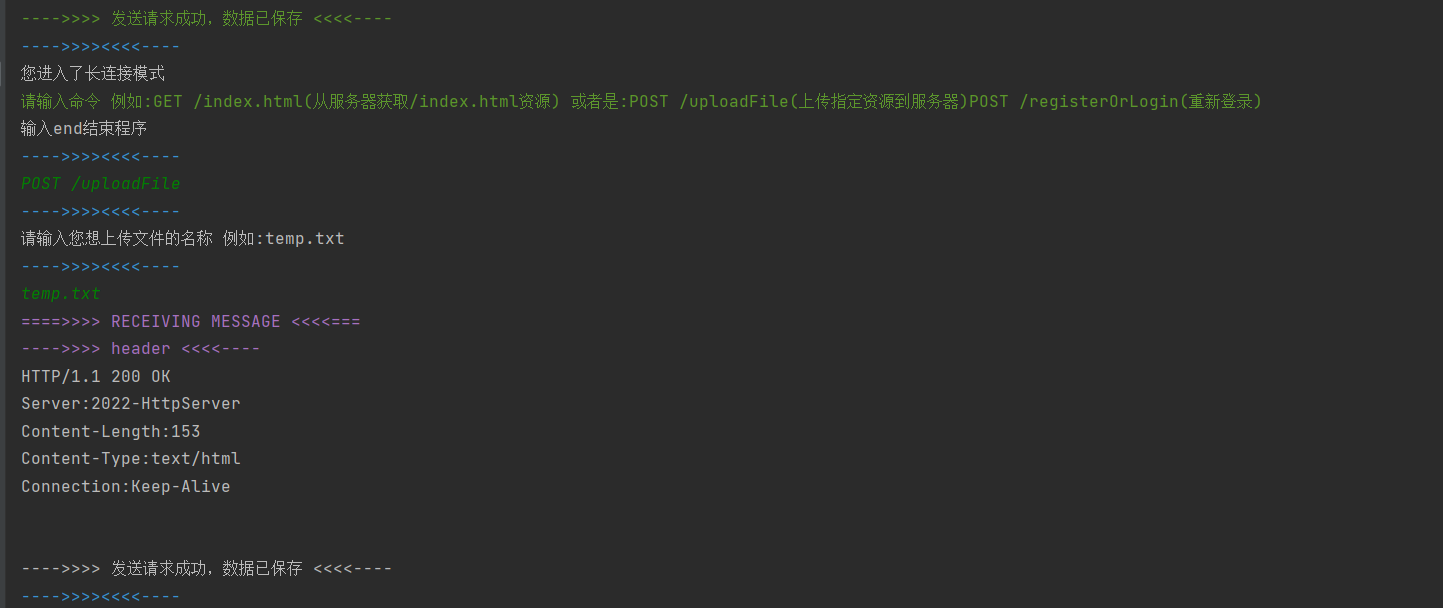 ---->>>> 发送请求成功，数据已保存 <<<<----
---->>>><<<<----
您进入了长连接模式
请输入命令 例如:GET /index.html(从服务器获取/index.html资源) 或者是:POST /uploadFile(上传指定资源到服务器)POST /registerOrLogin(重新登录)
输入end结束程序
---->>>><<<<----
POST /uploadFile
---->>>><<<<----
请输入您想上传文件的名称 例如:temp.txt
---->>>><<<<----
temp.txt
====>>>> RECEIVING MESSAGE <<<<===
---->>>> header <<<<----
HTTP/1.1 200 OK
Server:2022-HttpServer
Content-Length:153
Content-Type:text/html
Connection:Keep-Alive
---->>>> 发送请求成功，数据已保存 <<<<----
---->>>><<<<----